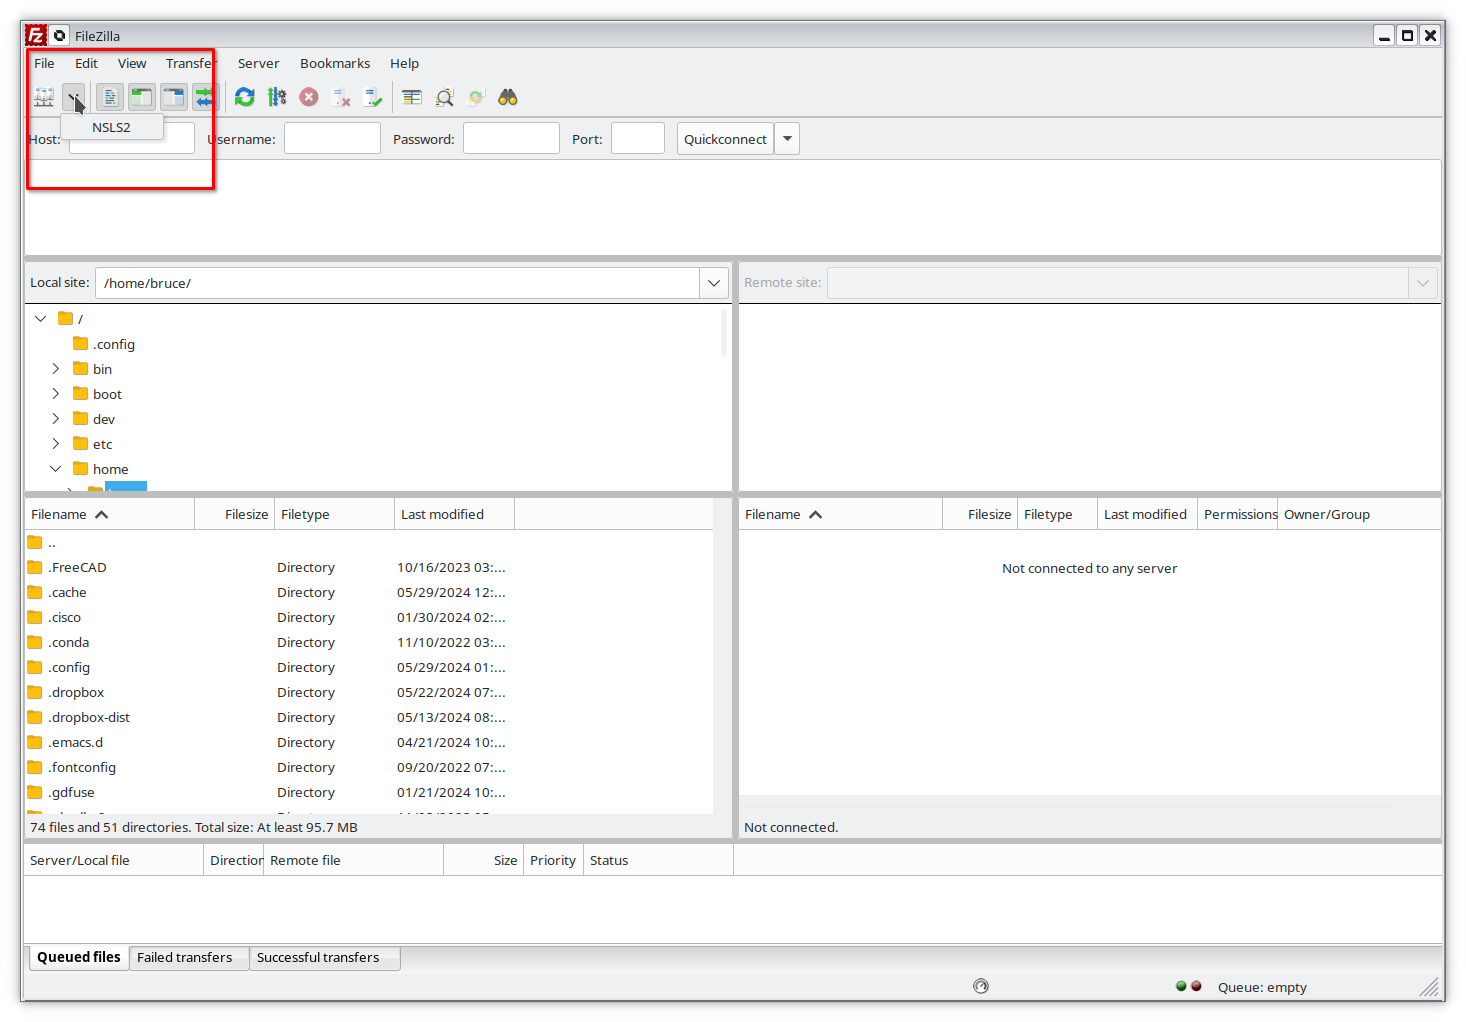 FileZilla
File Edit View Transfer Server Bookmarks Help
NSLS2
Host: Username: Password: Port: Quickconnect
Local site: /home/bruce/
Remote site:
/
.config
bin
boot
dev
etc
home
Filename Filesize Filetype Last modified
..
.FreeCAD Directory 10/16/2023 03:...
.cache Directory 05/29/2024 12:...
.cisco Directory 01/30/2024 02:...
.conda Directory 11/10/2022 03:...
.config Directory 05/29/2024 01:...
.dropbox Directory 05/22/2024 07:...
.dropbox-dist Directory 05/13/2024 08:...
.emacs.d Directory 04/21/2024 10:...
.fontconfig Directory 09/20/2022 07:...
.gdfuse Directory 01/21/2024 10:...
74 files and 51 directories. Total size: At least 95.7 MB
Filename Filesize Filetype Last modified Permissions Owner/Group
Not connected to any server
Not connected.
Server/Local file Direction Remote file Size Priority Status
Queued files Failed transfers Successful transfers
Queue: empty